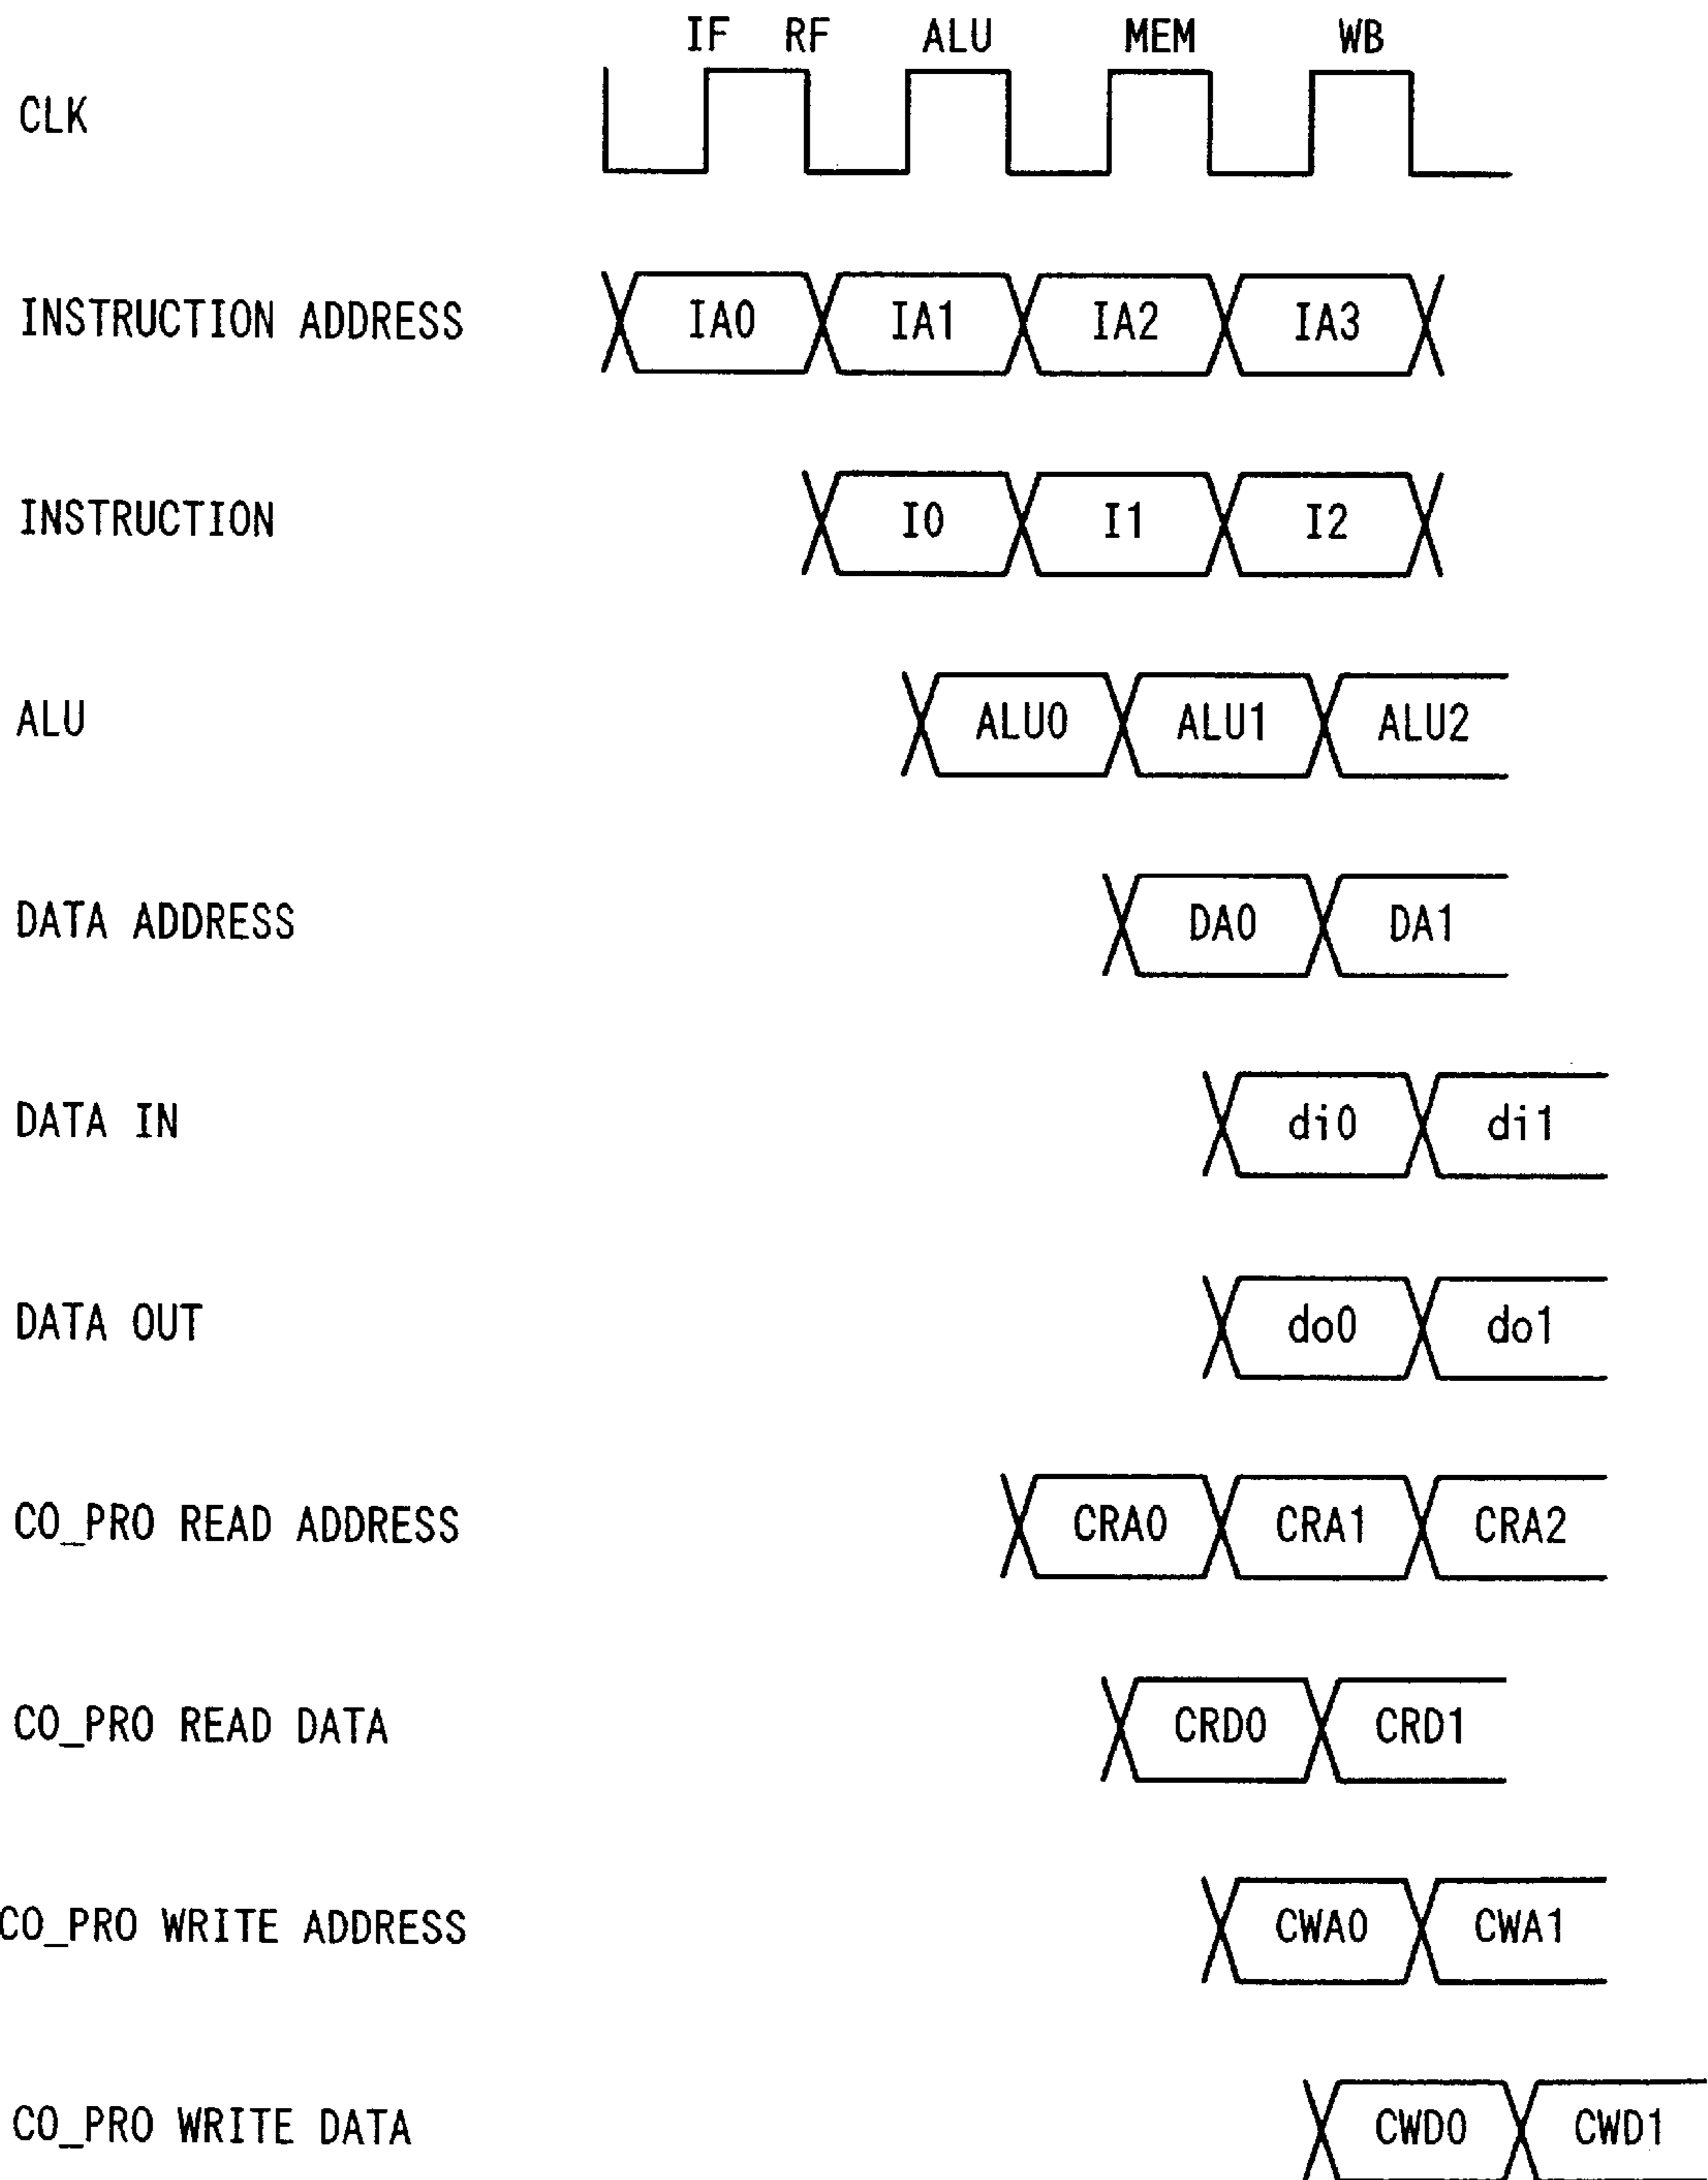 IF RF ALU MEM WB
CLK
INSTRUCTION ADDRESS IA0 IA1 IA2 IA3
INSTRUCTION I0 I1 I2
ALU ALU0 ALU1 ALU2
DATA ADDRESS DA0 DA1
DATA IN di0 di1
DATA OUT do0 do1
CO_PRO READ ADDRESS CRA0 CRA1 CRA2
CO_PRO READ DATA CRD0 CRD1
CO_PRO WRITE ADDRESS CWA0 CWA1
CO_PRO WRITE DATA CWD0 CWD1